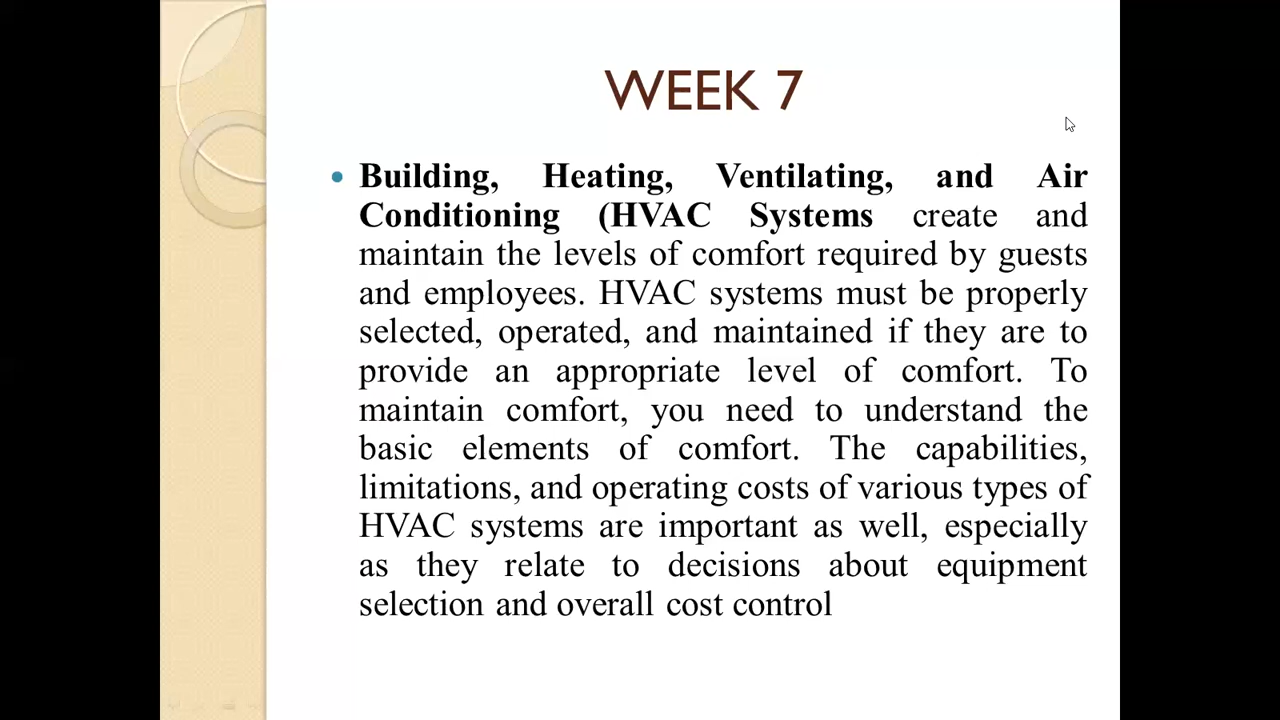 WEEK 7
Building, Heating, Ventilating, and Air
Conditioning (HVAC Systems create and
maintain the levels of comfort required by guests
and employees. HVAC systems must be properly
selected, operated, and maintained if they are to
provide an appropriate level of comfort. To
maintain comfort, you need to understand the
basic elements of comfort. The capabilities,
limitations, and operating costs of various types of
HVAC systems are important as well, especially
as they relate to decisions about equipment
selection and overall cost control